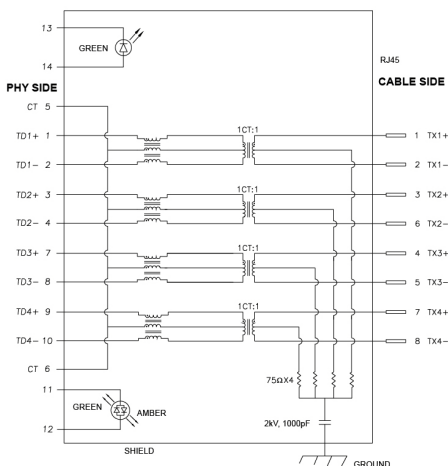 13
GREEN
14
RJ45
PHY SIDE
CABLE SIDE
CT 5
TD1+ 1
1CT:1
1 TX1+
TD1- 2
2 TX1-
TD2+ 3
1CT:1
3 TX2+
TD2- 4
6 TX2-
TD3+ 7
1CT:1
4 TX3+
TD3- 8
5 TX3-
TD4+ 9
1CT:1
7 TX4+
TD4- 10
8 TX4-
CT 6
75ΩX4
11
GREEN
AMBER
2kV, 1000pF
12
SHIELD
GROUND